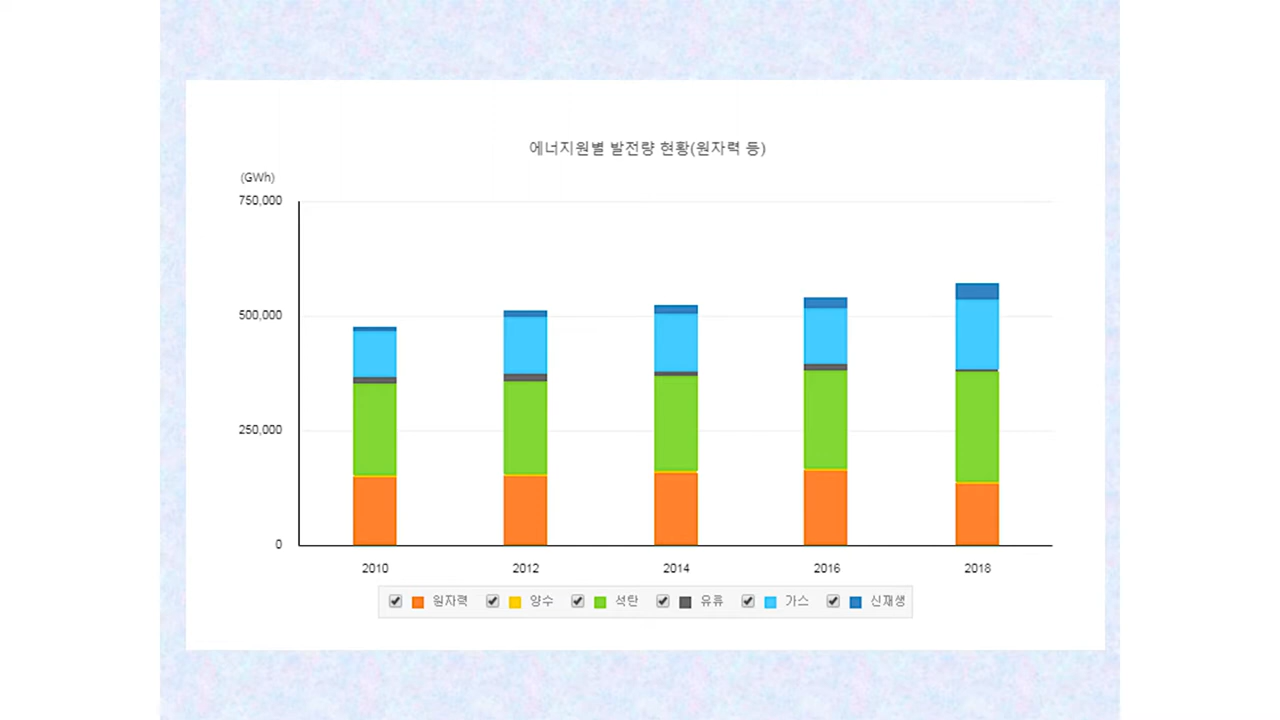 에너지원별 발전량 현황(원자력 등)
(GWh)
750,000
500,000
250,000
0
2010 2012 2014 2016 2018
원자력 양수 석탄 유류 가스 신재생